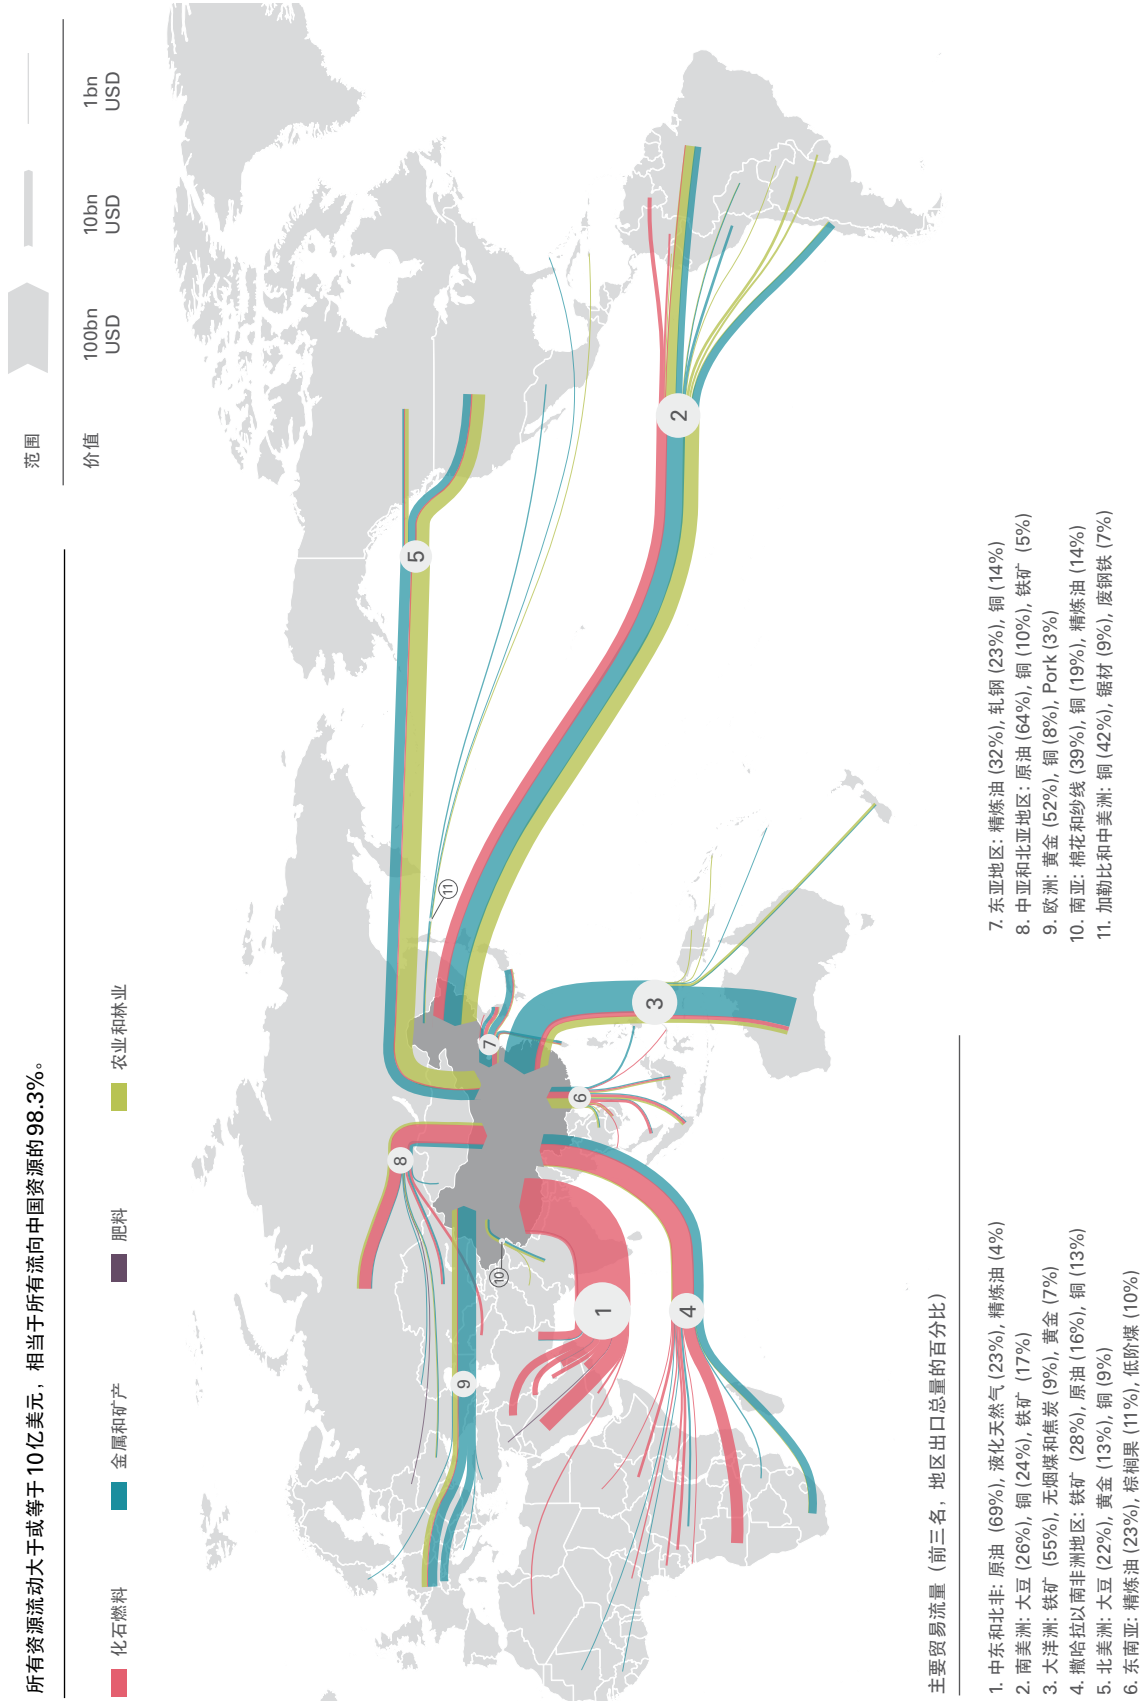 所有资源流动大于或等于10亿美元，相当于所有流向中国资源的98.3%。
范围
价值
100bn
USD
10bn
USD
1bn
USD
化石燃料
金属和矿产
肥料
农业和林业
1
2
3
4
5
6
7
8
9
10
11
主要贸易流量（前三名，地区出口总量的百分比）
1. 中东和北非: 原油 (69%), 液化天然气 (23%), 精炼油 (4%)
2. 南美洲: 大豆 (26%), 铜 (24%), 铁矿 (17%)
3. 大洋洲: 铁矿 (55%), 无烟煤和焦炭 (9%), 黄金 (7%)
4. 撒哈拉以南非洲地区: 铁矿 (28%), 原油 (16%), 铜 (13%)
5. 北美洲: 大豆 (22%), 黄金 (13%), 铜 (9%)
6. 东南亚: 精炼油 (23%), 棕榈果 (11%), 低阶煤 (10%)
7. 东亚地区: 精炼油 (32%), 轧钢 (23%), 铜 (14%)
8. 中亚和北亚地区: 原油 (64%), 铜 (10%), 铁矿 (5%)
9. 欧洲: 黄金 (52%), 铜 (8%), Pork (3%)
10. 南亚: 棉花和纱线 (39%), 铜 (19%), 精炼油 (14%)
11. 加勒比和中美洲: 铜 (42%), 锯材 (9%), 废钢铁 (7%)